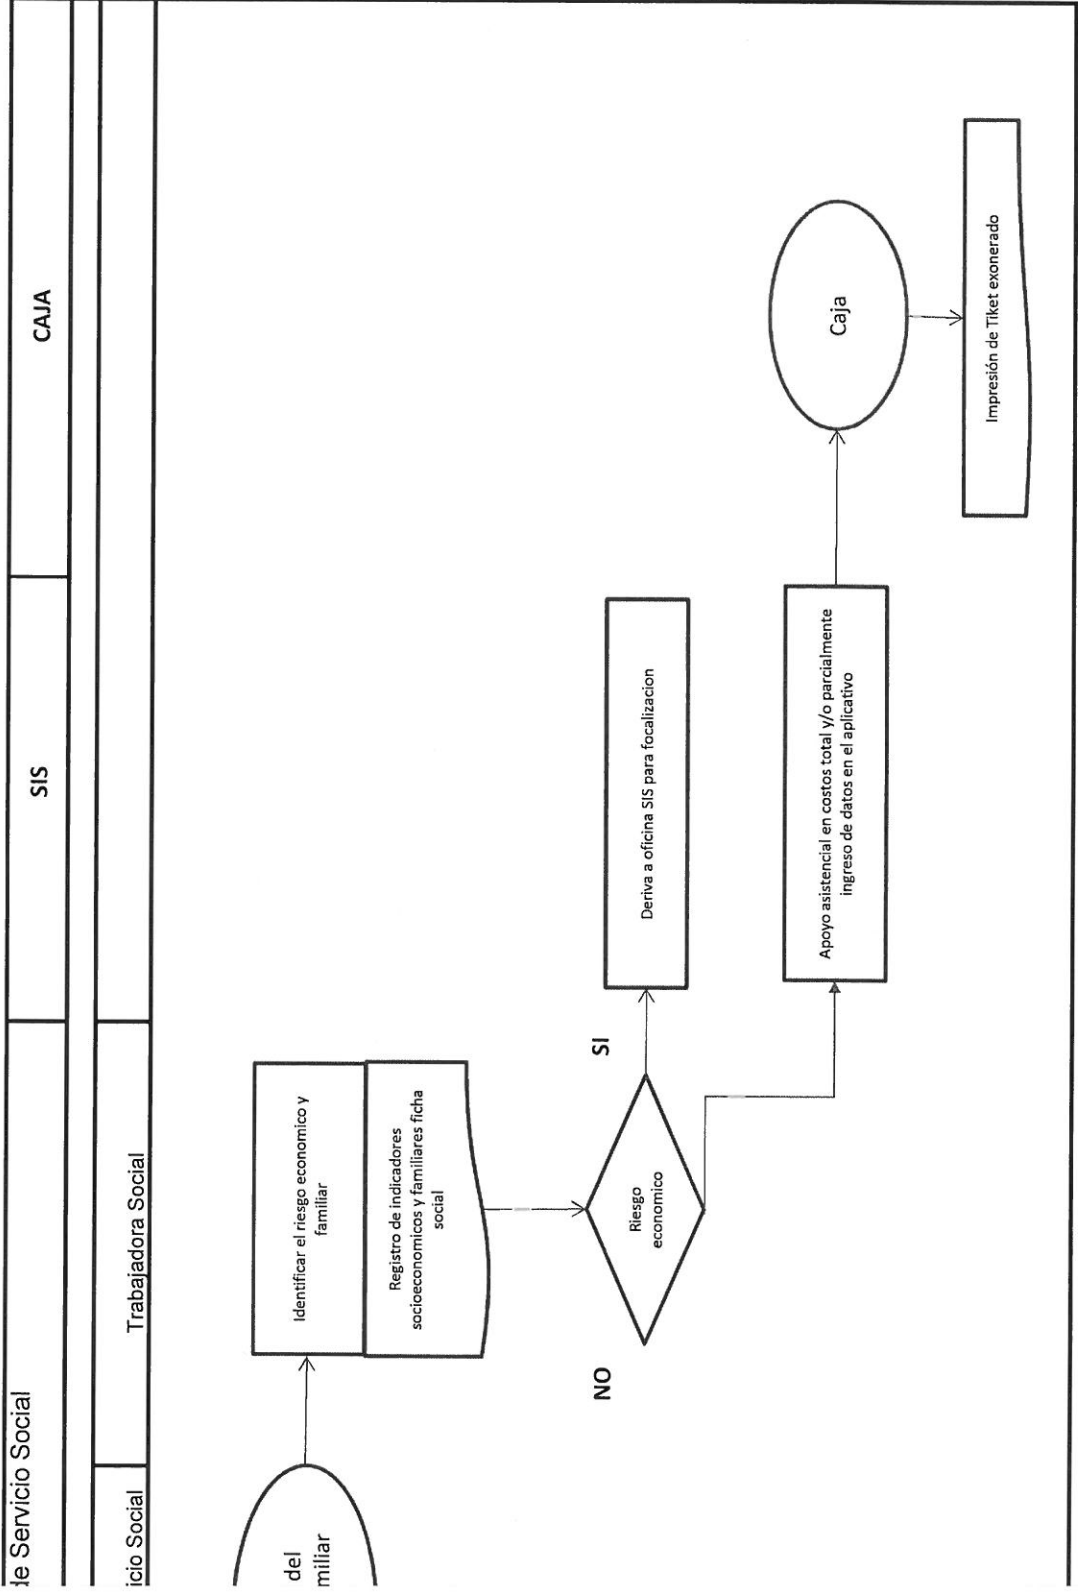 de Servicio Social
SIS
CAJA
icio Social
Trabajadora Social
del
miliar
Identificar el riesgo economico y
familiar
Registro de indicadores
socioeconomicos y familiares ficha
social
NO
Riesgo
economico
SI
Deriva a oficina SIS para focalizacion
Apoyo asistencial en costos total y/o parcialmente
ingreso de datos en el aplicativo
Caja
Impresión de Tiket exonerado